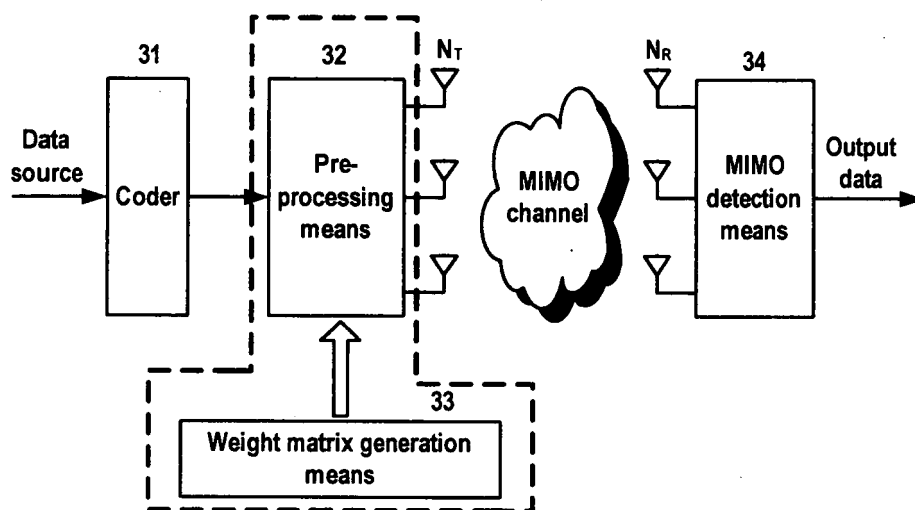 31
32
N_T
N_R
34
Data
source
Coder
Pre-
processing
means
MIMO
channel
MIMO
detection
means
Output
data
33
Weight matrix generation
means